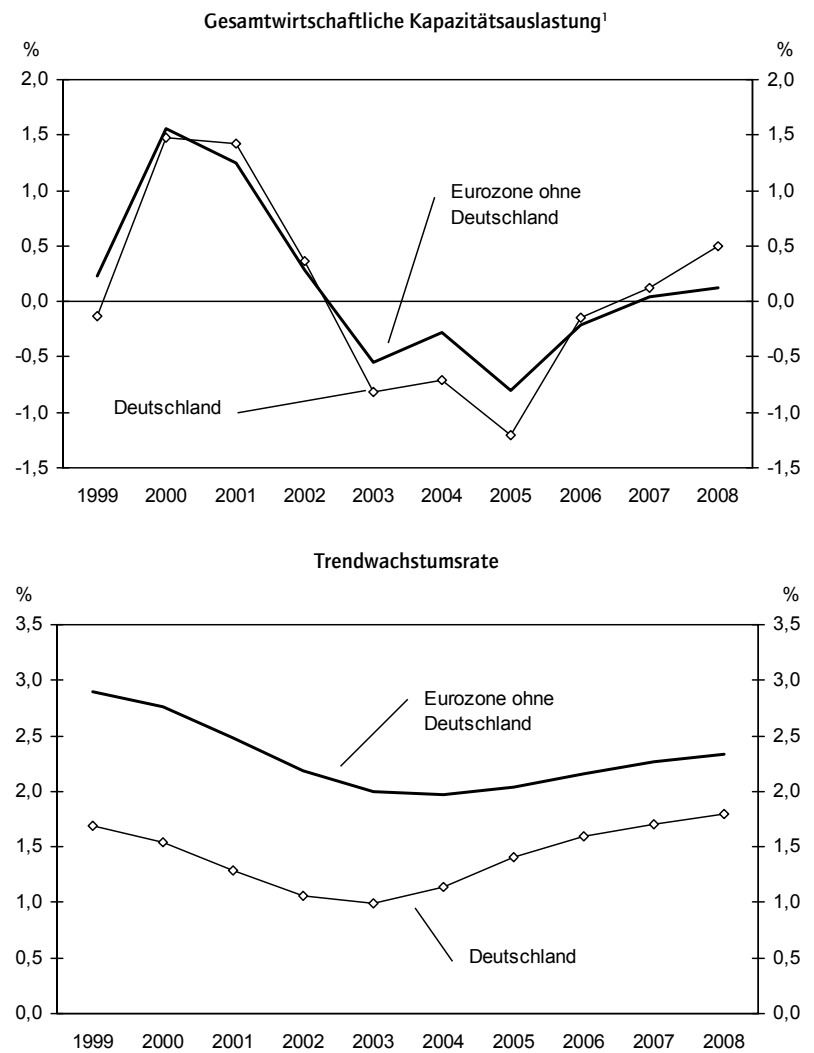 Gesamtwirtschaftliche Kapazitätsauslastung¹
% %
2,0 2,0
1,5 1,5
1,0 1,0
Eurozone ohne
Deutschland
0,5 0,5
0,0 0,0
-0,5 -0,5
Deutschland
-1,0 -1,0
-1,5 -1,5
1999 2000 2001 2002 2003 2004 2005 2006 2007 2008
Trendwachstumsrate
% %
3,5 3,5
3,0 3,0
Eurozone ohne
Deutschland
2,5 2,5
2,0 2,0
1,5 1,5
1,0 1,0
0,5 0,5
Deutschland
0,0 0,0
1999 2000 2001 2002 2003 2004 2005 2006 2007 2008